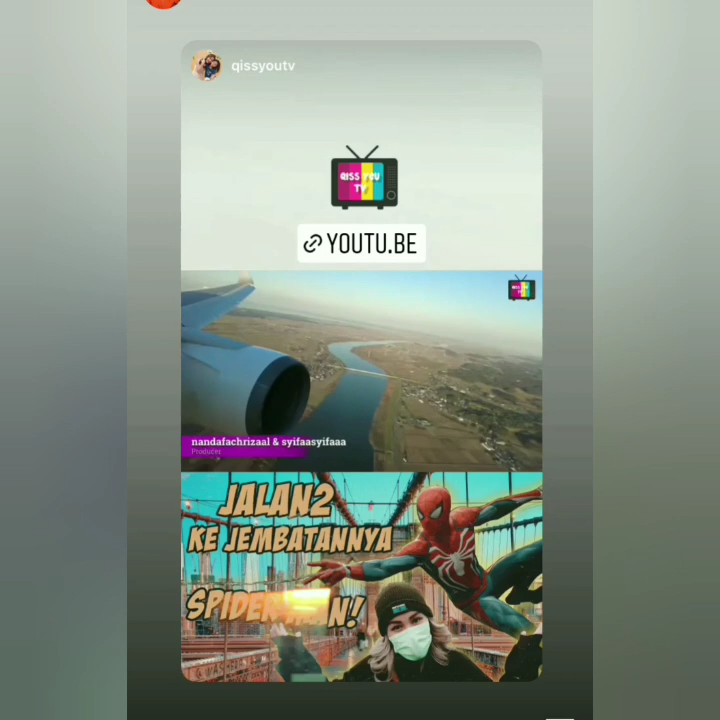 qissyoutv
QISS YOU
TV
YOUTU.BE
nandafachrizaal & syifaasyifaaa
Producer
JALAN2
KE JEMBATANNYA